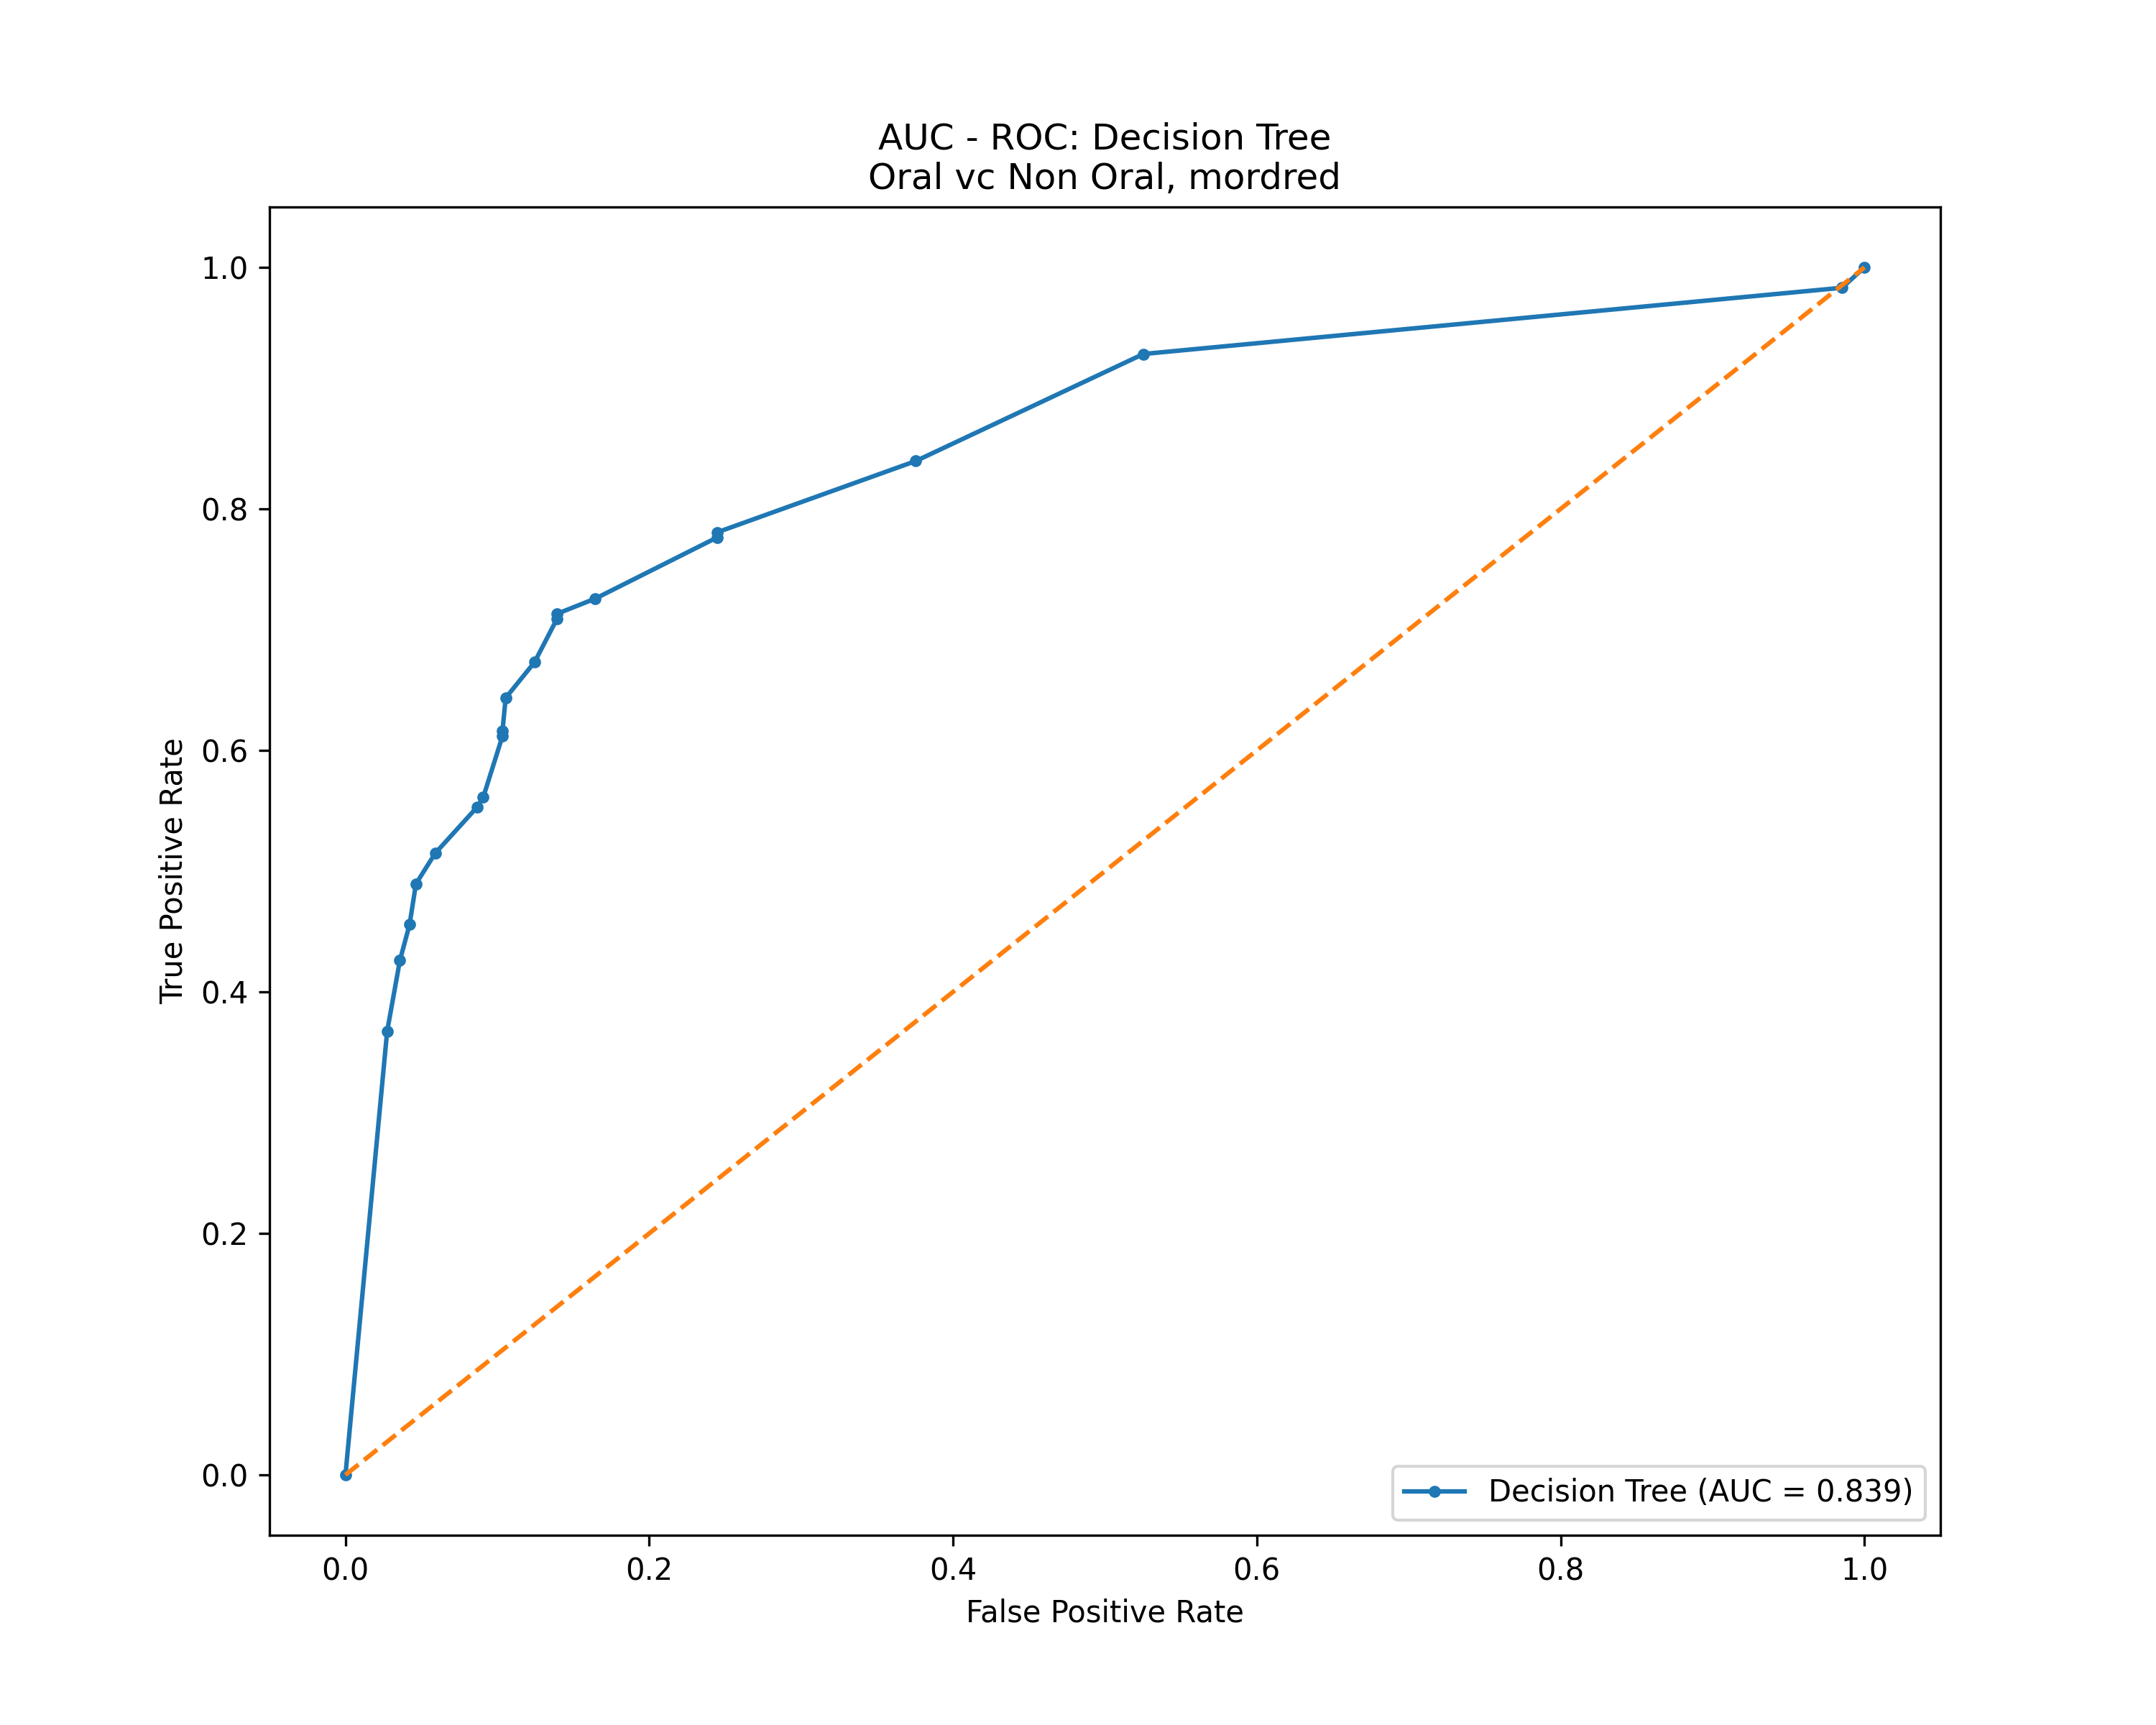 AUC - ROC: Decision Tree
Oral vc Non Oral, mordred
True Positive Rate
1.0
0.8
0.6
0.4
0.2
0.0
Decision Tree (AUC = 0.839)
0.0 0.2 0.4 0.6 0.8 1.0
False Positive Rate